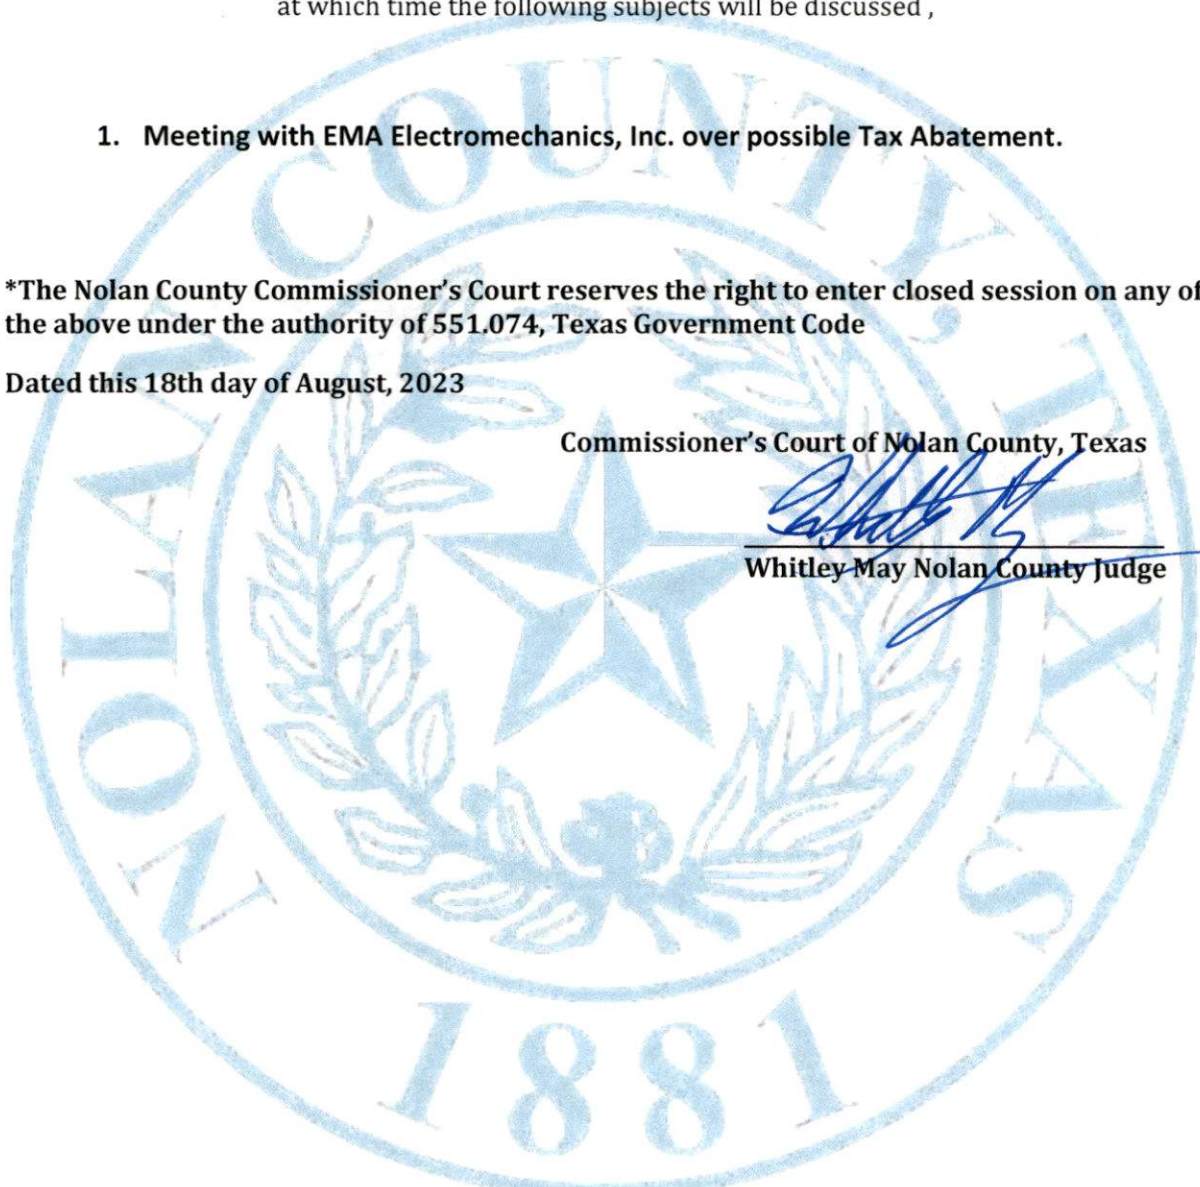 at which time the following subjects will be discussed ,
1. Meeting with EMA Electromechanics, Inc. over possible Tax Abatement.
*The Nolan County Commissioner's Court reserves the right to enter closed session on any of
the above under the authority of 551.074, Texas Government Code
Dated this 18th day of August, 2023
Commissioner's Court of Nolan County, Texas
Whitley May Nolan County Judge
NOLAN COUNTY, TEXAS
1881